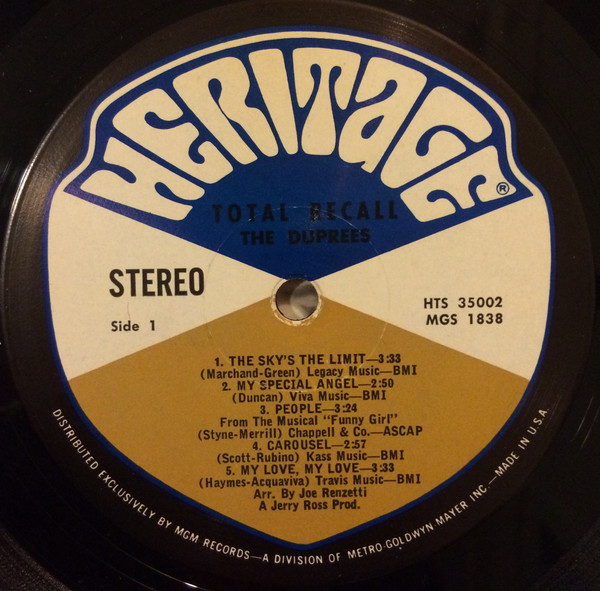 HERITAGE®
TOTAL RECALL
THE DUPREES
STEREO
Side 1
HTS 35002
MGS 1838
1. THE SKY'S THE LIMIT—3:33
(Marchand-Green) Legacy Music—BMI
2. MY SPECIAL ANGEL—2:50
(Duncan) Viva Music—BMI
3. PEOPLE—3:24
From The Musical "Funny Girl"
(Styne-Merrill) Chappell & Co.—ASCAP
4. CAROUSEL—2:57
(Scott-Rubino) Kass Music—BMI
5. MY LOVE, MY LOVE—3:33
(Haymes-Acquaviva) Travis Music—BMI
Arr. By Joe Renzetti
A Jerry Ross Prod.
DISTRIBUTED EXCLUSIVELY BY MGM RECORDS—A DIVISION OF METRO-GOLDWYN-MAYER INC.—MADE IN U.S.A.